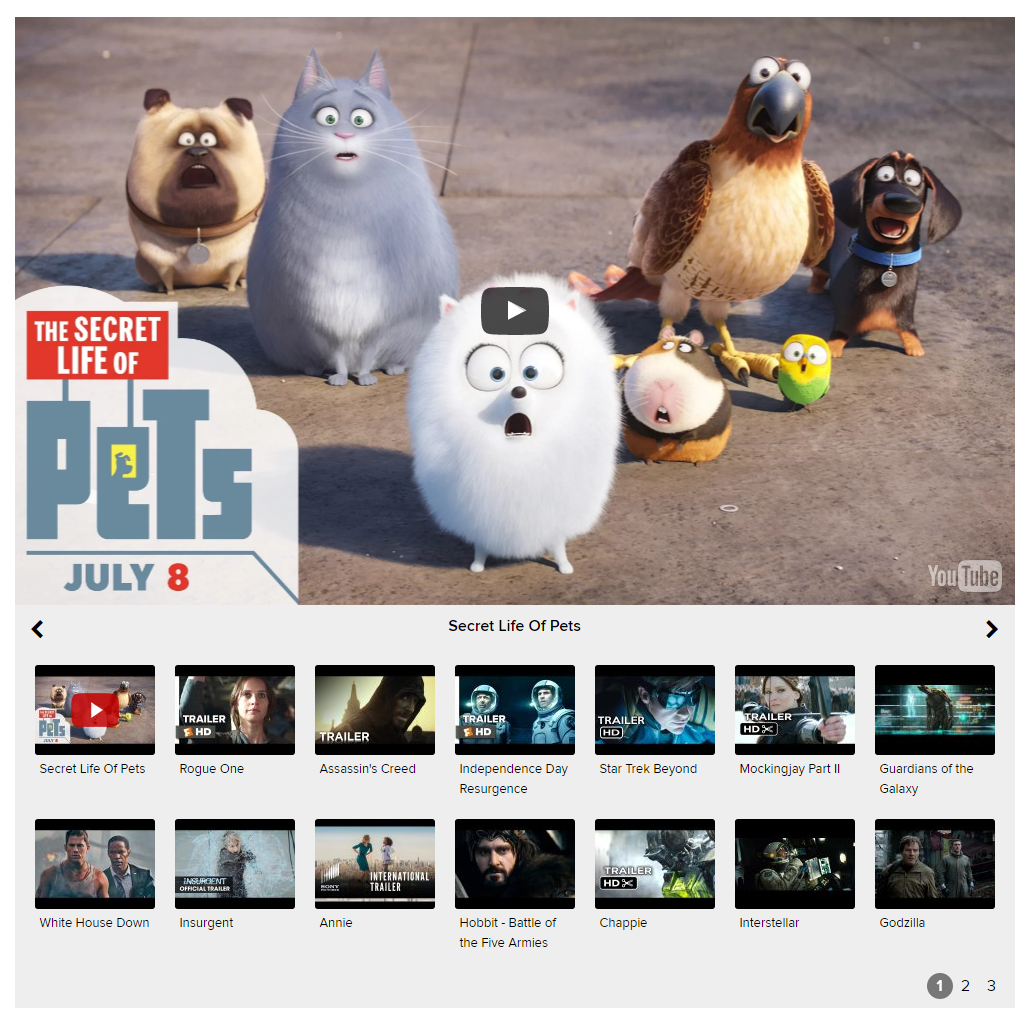 THE SECRET
LIFE OF
PETS
JULY 8
YouTube
Secret Life Of Pets
TRAILER
HD
TRAILER
TRAILER
HD
TRAILER
HD
TRAILER
HD
Secret Life Of Pets
Rogue One
Assassin's Creed
Independence Day
Resurgence
Star Trek Beyond
Mockingjay Part II
Guardians of the
Galaxy
INSURGENT
OFFICIAL TRAILER
SONY
INTERNATIONAL
TRAILER
TRAILER
HD
White House Down
Insurgent
Annie
Hobbit - Battle of
the Five Armies
Chappie
Interstellar
Godzilla
1 2 3